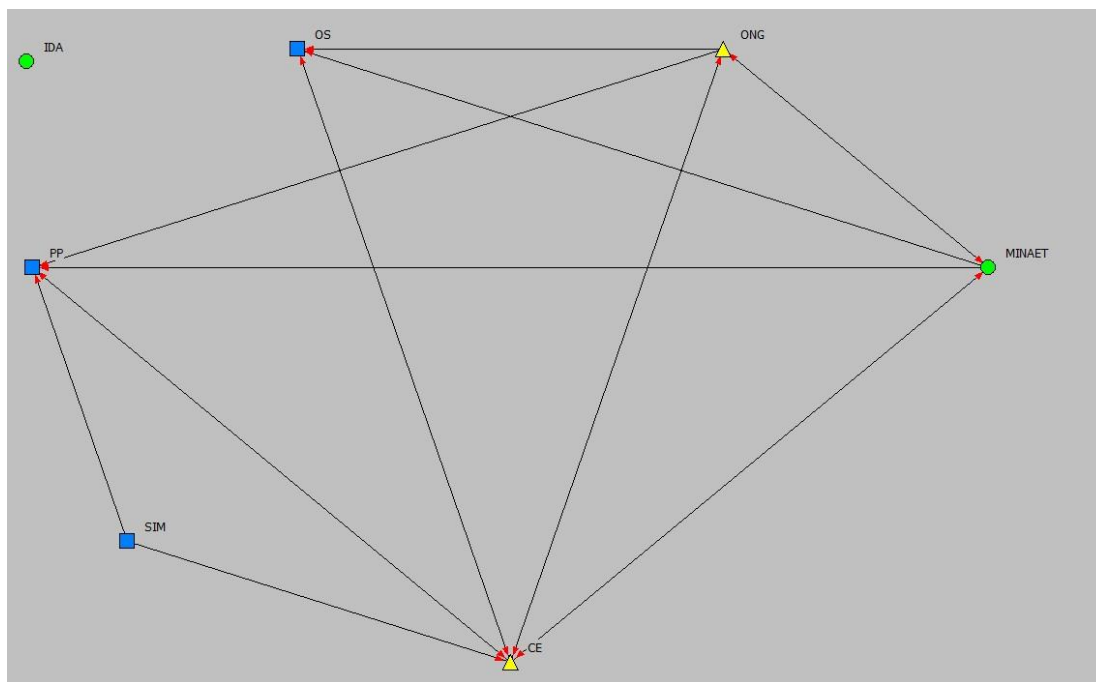 OS
ONG
IDA
PP
MINAET
SIM
CE